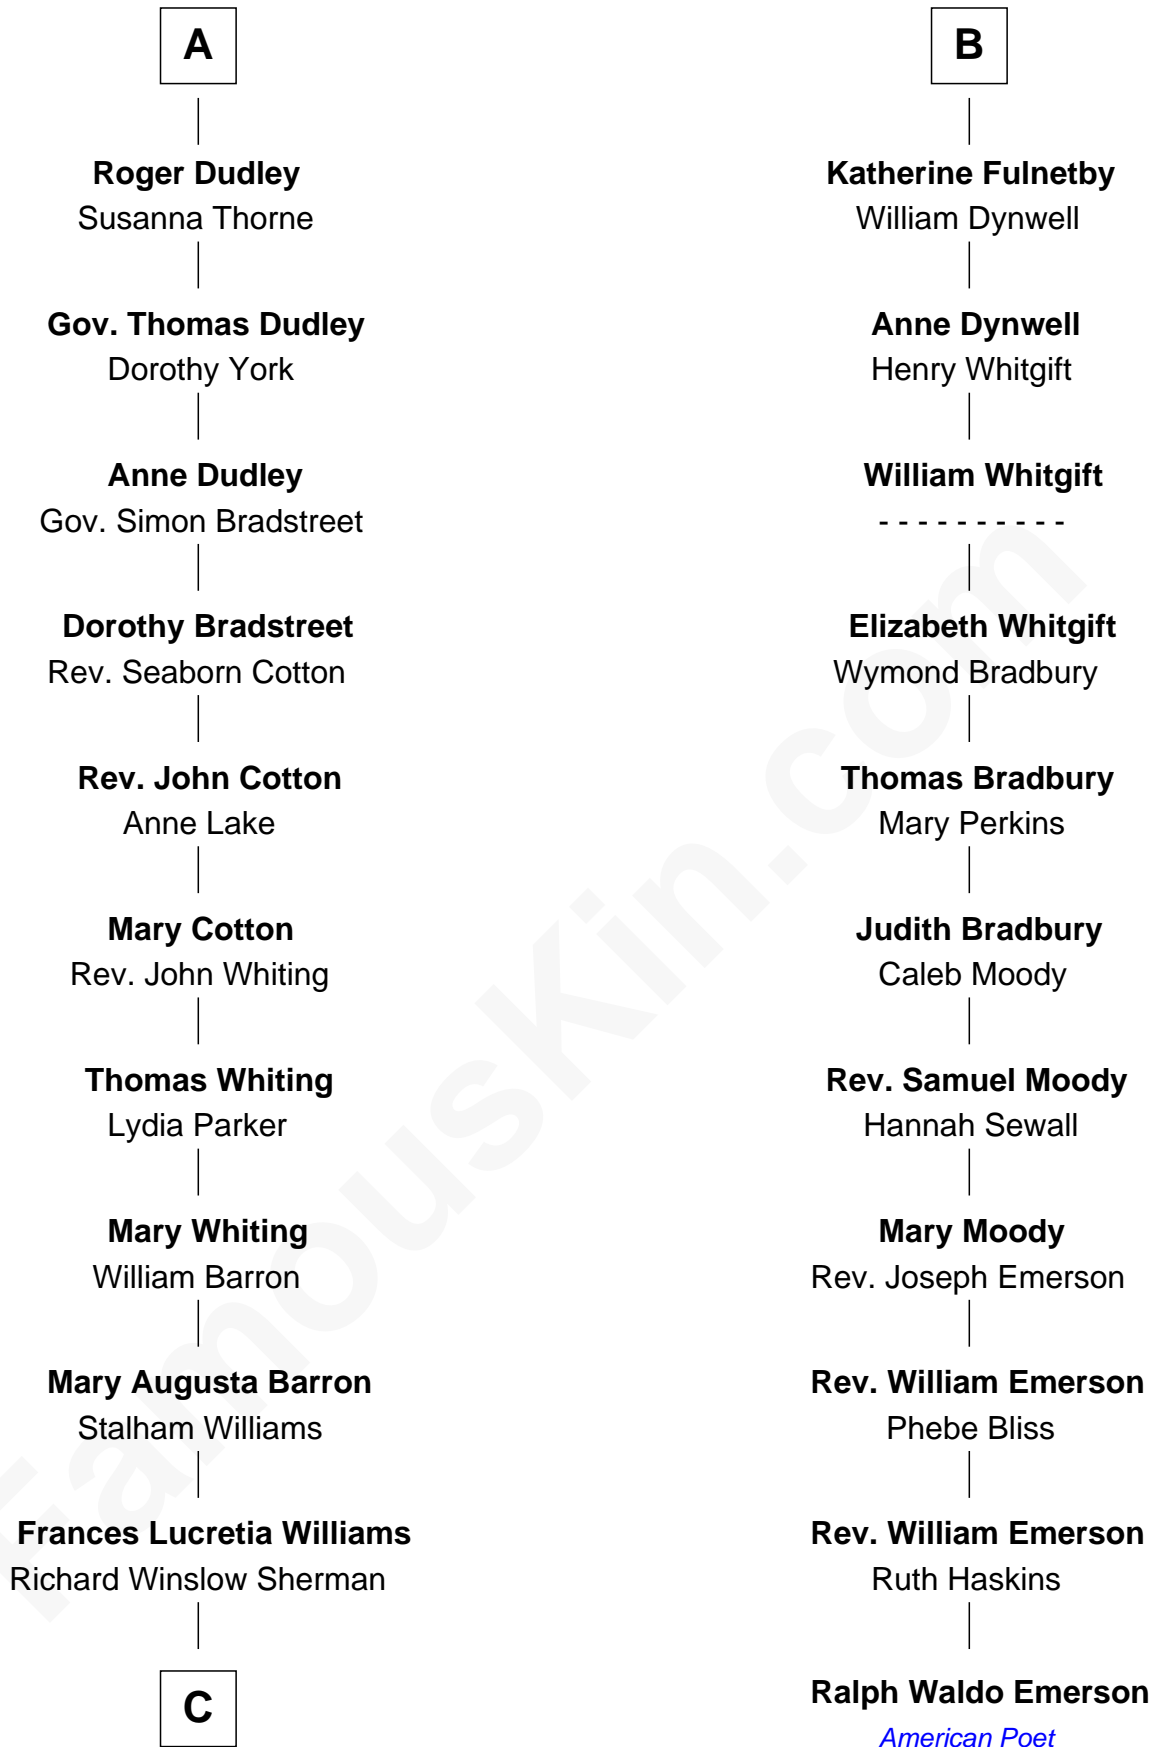 A
Roger Dudley
Susanna Thorne
Gov. Thomas Dudley
Dorothy York
Anne Dudley
Gov. Simon Bradstreet
Dorothy Bradstreet
Rev. Seaborn Cotton
Rev. John Cotton
Anne Lake
Mary Cotton
Rev. John Whiting
Thomas Whiting
Lydia Parker
Mary Whiting
William Barron
Mary Augusta Barron
Stalham Williams
Frances Lucretia Williams
Richard Winslow Sherman
C
B
Katherine Fulnetby
William Dynwell
Anne Dynwell
Henry Whitgift
William Whitgift
- - - - - - - - - -
Elizabeth Whitgift
Wymond Bradbury
Thomas Bradbury
Mary Perkins
Judith Bradbury
Caleb Moody
Rev. Samuel Moody
Hannah Sewall
Mary Moody
Rev. Joseph Emerson
Rev. William Emerson
Phebe Bliss
Rev. William Emerson
Ruth Haskins
Ralph Waldo Emerson
American Poet
FamousKin.com